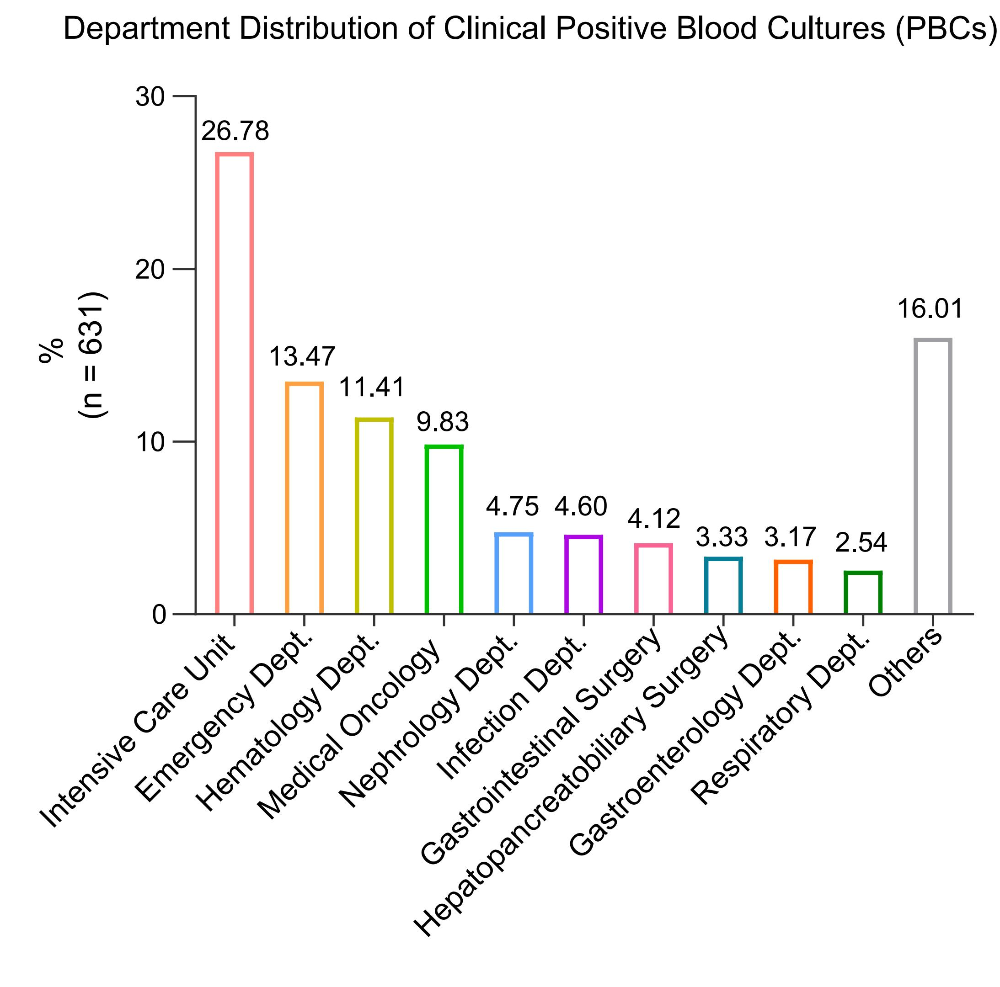 Department Distribution of Clinical Positive Blood Cultures (PBCs)
%
(n = 631)
30
20
10
0
26.78
13.47
11.41
9.83
4.75
4.60
4.12
3.33
3.17
2.54
16.01
Intensive Care Unit
Emergency Dept.
Hematology Dept.
Medical Oncology
Nephrology Dept.
Infection Dept.
Gastrointestinal Surgery
Hepatopancreatobiliary Surgery
Gastroenterology Dept.
Respiratory Dept.
Others